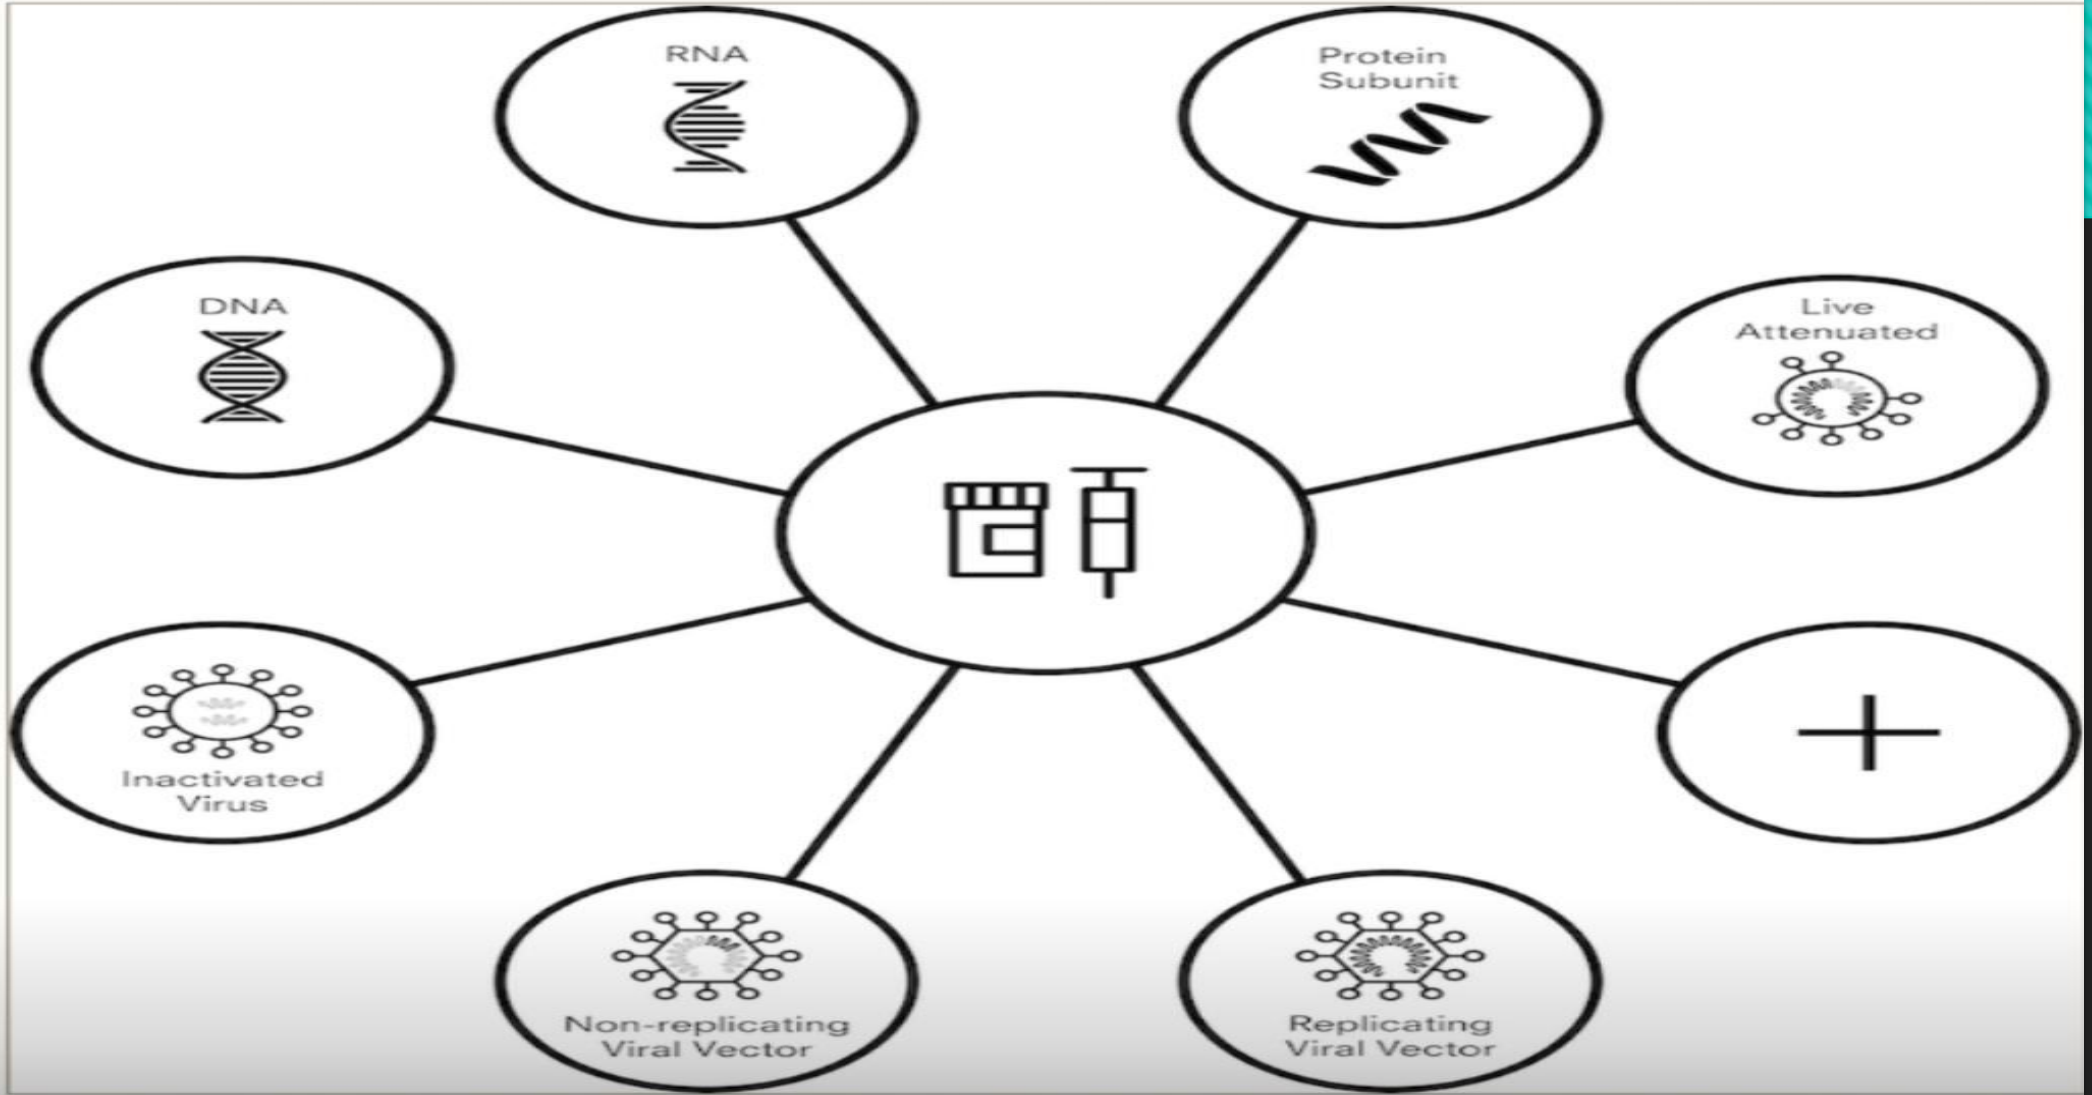 RNA
Protein
Subunit
DNA
Live
Attenuated
Inactivated
Virus
Non-replicating
Viral Vector
Replicating
Viral Vector